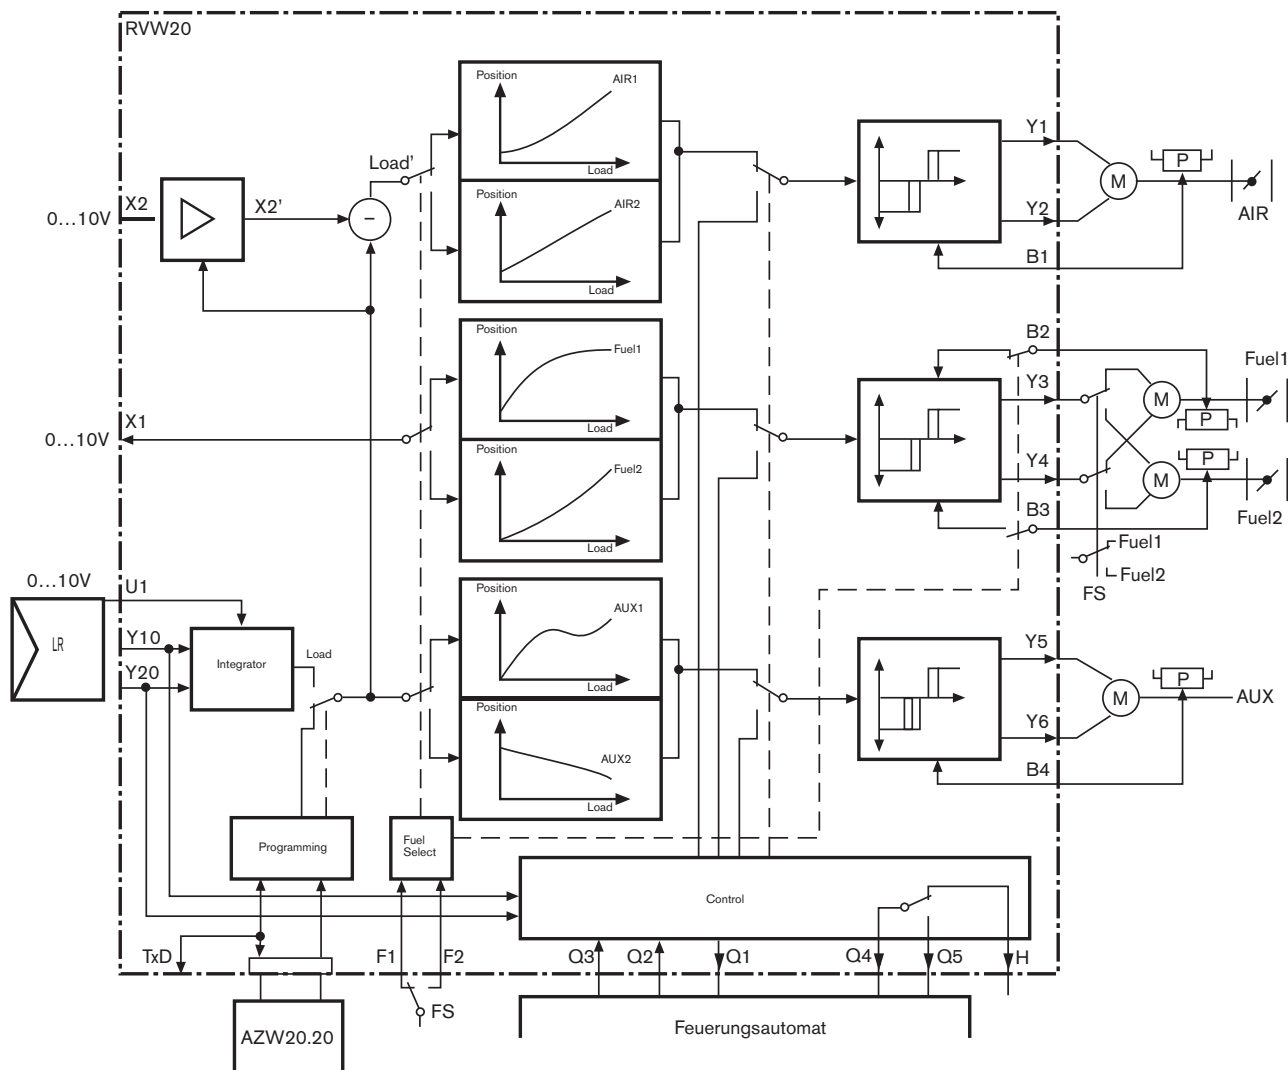 RVW20
Position
AIR1
Load
AIR2
Load
Load'
X2
0...10V
X2'
−
Y1
Y2
B1
M
P
AIR
Position
Fuel1
Load
Position
Fuel2
Load
X1
0...10V
B2
Y3
Y4
B3
M
P
Fuel1
M
P
Fuel2
Fuel1
Fuel2
FS
0...10V
U1
LR
Y10
Y20
Integrator
Load
Position
AUX1
Load
Position
AUX2
Load
Y5
Y6
B4
M
P
AUX
Programming
Fuel
Select
Control
TxD
F1
F2
Q3
Q2
Q1
Q4
Q5
H
FS
AZW20.20
Feuerungsautomat